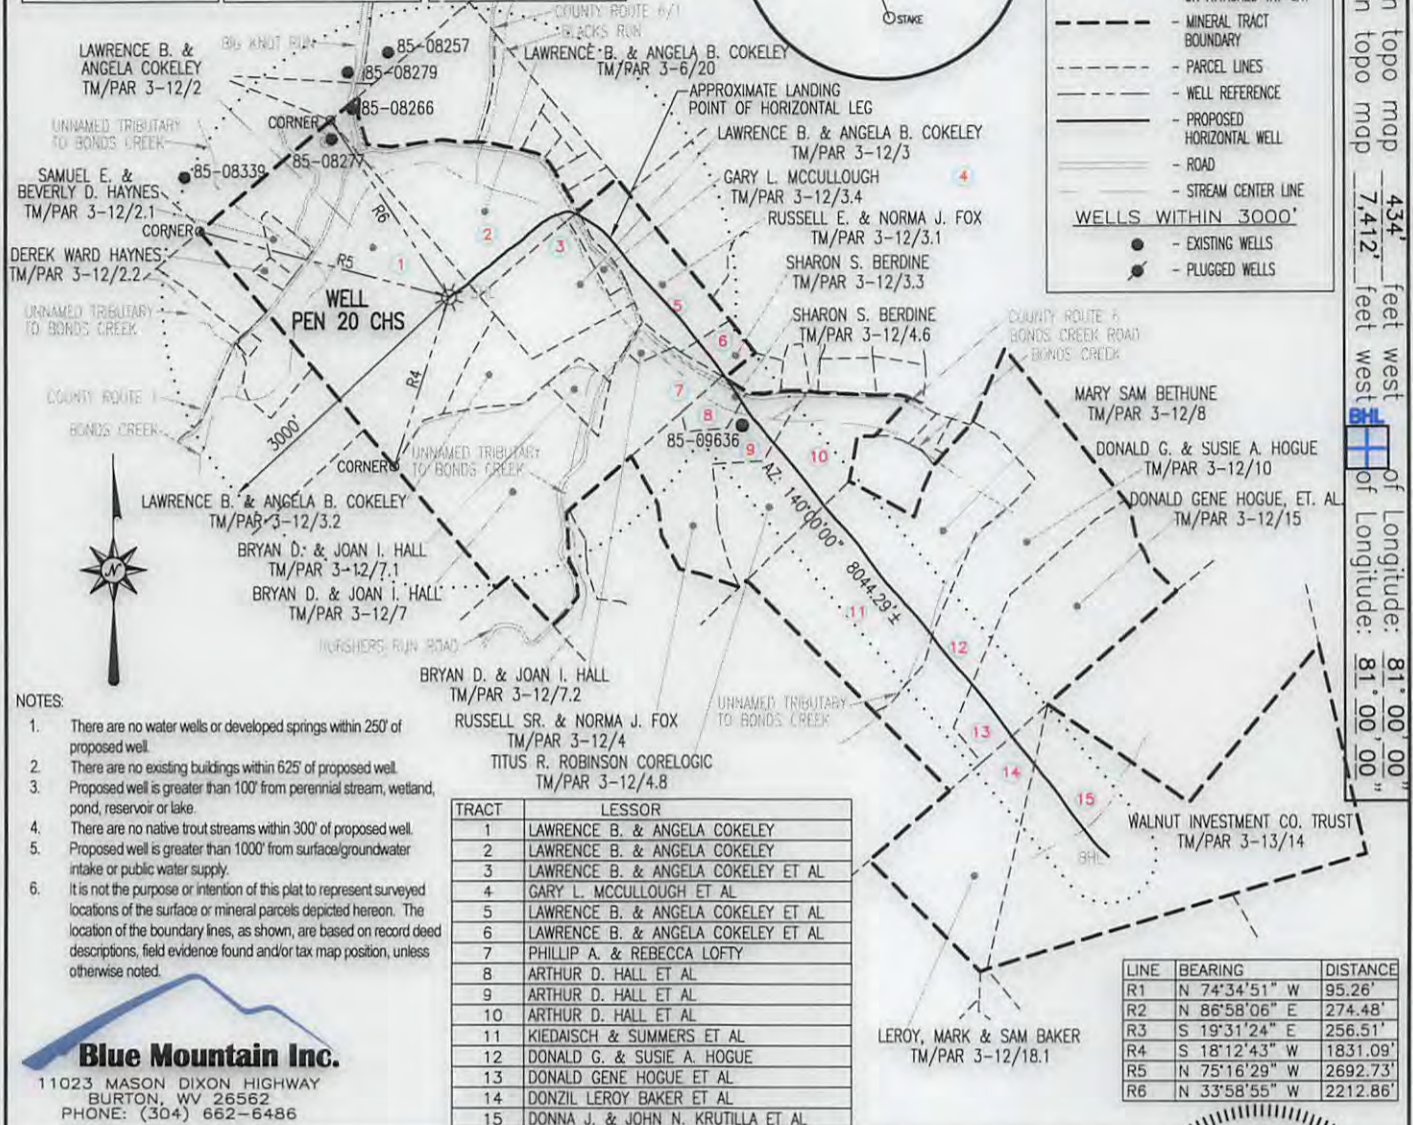 COUNTY ROUTE 6/1
BLACKS RUN
BIG KNOT RUN
85-08257
85-08279
85-08266
85-08277
85-08339
CORNER
LAWRENCE B. &
ANGELA COKELEY
TM/PAR 3-12/2
UNNAMED TRIBUTARY
TO BONDS CREEK
SAMUEL E. &
BEVERLY D. HAYNES
TM/PAR 3-12/2.1
CORNER
DEREK WARD HAYNES
TM/PAR 3-12/2.2
UNNAMED TRIBUTARY
TO BONDS CREEK
COUNTY ROUTE 1
BONDS CREEK
LAWRENCE B. & ANGELA B. COKELEY
TM/PAR 3-6/20
APPROXIMATE LANDING
POINT OF HORIZONTAL LEG
LAWRENCE B. & ANGELA B. COKELEY
TM/PAR 3-12/3
GARY L. MCCULLOUGH
TM/PAR 3-12/3.4
4
RUSSELL E. & NORMA J. FOX
TM/PAR 3-12/3.1
SHARON S. BERDINE
TM/PAR 3-12/3.3
SHARON S. BERDINE
TM/PAR 3-12/4.6
COUNTY ROUTE 6
BONDS CREEK ROAD
BONDS CREEK
MARY SAM BETHUNE
TM/PAR 3-12/8
DONALD G. & SUSIE A. HOGUE
TM/PAR 3-12/10
DONALD GENE HOGUE, ET. AL.
TM/PAR 3-12/15
STAKE
- MINERAL TRACT
BOUNDARY
- PARCEL LINES
- WELL REFERENCE
- PROPOSED
HORIZONTAL WELL
- ROAD
- STREAM CENTER LINE
WELLS WITHIN 3000'
- EXISTING WELLS
- PLUGGED WELLS
n topo map 434' feet west of Longitude: 81° 00' 00"
n topo map 7,412' feet west of Longitude: 81° 00' 00"
BHL
R6
R5
R4
3000'
WELL
PEN 20 CHS
1
2
3
5
6
7
8
9
10
11
12
13
14
15
85-09636
AZ: 140°00'00"
8044.29'±
CORNER
UNNAMED TRIBUTARY
TO BONDS CREEK
LAWRENCE B. & ANGELA B. COKELEY
TM/PAR 3-12/3.2
BRYAN D. & JOAN I. HALL
TM/PAR 3-12/7.1
BRYAN D. & JOAN I. HALL
TM/PAR 3-12/7
RUN ROAD
BRYAN D. & JOAN I. HALL
TM/PAR 3-12/7.2
RUSSELL SR. & NORMA J. FOX
TM/PAR 3-12/4
TITUS R. ROBINSON CORELOGIC
TM/PAR 3-12/4.8
UNNAMED TRIBUTARY
TO BONDS CREEK
BHL
WALNUT INVESTMENT CO. TRUST
TM/PAR 3-13/14
LEROY, MARK & SAM BAKER
TM/PAR 3-12/18.1
N
NOTES:
1. There are no water wells or developed springs within 250' of
proposed well.
2. There are no existing buildings within 625' of proposed well.
3. Proposed well is greater than 100' from perennial stream, wetland,
pond, reservoir or lake.
4. There are no native trout streams within 300' of proposed well.
5. Proposed well is greater than 1000' from surface/groundwater
intake or public water supply.
6. It is not the purpose or intention of this plat to represent surveyed
locations of the surface or mineral parcels depicted hereon. The
location of the boundary lines, as shown, are based on record deed
descriptions, field evidence found and/or tax map position, unless
otherwise noted.
Blue Mountain Inc.
11023 MASON DIXON HIGHWAY
BURTON, WV 26562
PHONE: (304) 662-6486
TRACT LESSOR
1 LAWRENCE B. & ANGELA COKELEY
2 LAWRENCE B. & ANGELA COKELEY
3 LAWRENCE B. & ANGELA COKELEY ET AL
4 GARY L. MCCULLOUGH ET AL
5 LAWRENCE B. & ANGELA COKELEY ET AL
6 LAWRENCE B. & ANGELA COKELEY ET AL
7 PHILLIP A. & REBECCA LOFTY
8 ARTHUR D. HALL ET AL
9 ARTHUR D. HALL ET AL
10 ARTHUR D. HALL ET AL
11 KIEDAISCH & SUMMERS ET AL
12 DONALD G. & SUSIE A. HOGUE
13 DONALD GENE HOGUE ET AL
14 DONZIL LEROY BAKER ET AL
15 DONNA J. & JOHN N. KRUTILLA ET AL
LINE BEARING DISTANCE
R1 N 74°34'51" W 95.26'
R2 N 86°58'06" E 274.48'
R3 S 19°31'24" E 256.51'
R4 S 18°12'43" W 1831.09'
R5 N 75°16'29" W 2692.73'
R6 N 33°58'55" W 2212.86'